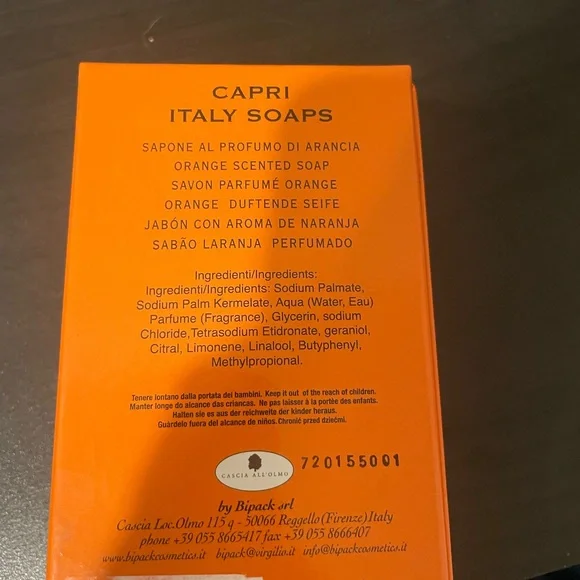 CAPRI
ITALY SOAPS
SAPONE AL PROFUMO DI ARANCIA
ORANGE SCENTED SOAP
SAVON PARFUMÉ ORANGE
ORANGE DUFTENDE SEIFE
JABÓN CON AROMA DE NARANJA
SABÃO LARANJA PERFUMADO
Ingredienti/Ingredients:
Ingredienti/Ingredients: Sodium Palmate,
Sodium Palm Kermelate, Aqua (Water, Eau)
Parfume (Fragrance), Glycerin, sodium
Chloride,Tetrasodium Etidronate, geraniol,
Citral, Limonene, Linalool, Butyphenyl,
Methylpropional.
Tenere lontano dalla portata dei bambini. Keep it out of the reach of children.
Manter longe do alcance das criancas. Ne pas laisser à la portée des enfants.
Halten sie es aus der reichweite der kinder heraus.
Guárdelo fuera del alcance de niños. Chronić przed dziećmi.
CASCIA ALL'OLMO
720155001
by Bipack srl
Cascia Loc.Olmo 115 q - 50066 Reggello(Firenze)Italy
phone +39 055 8665417 fax +39 055 8666407
www.bipackcosmetics.it bipack@virgilio.it info@bipackcosmetics.it